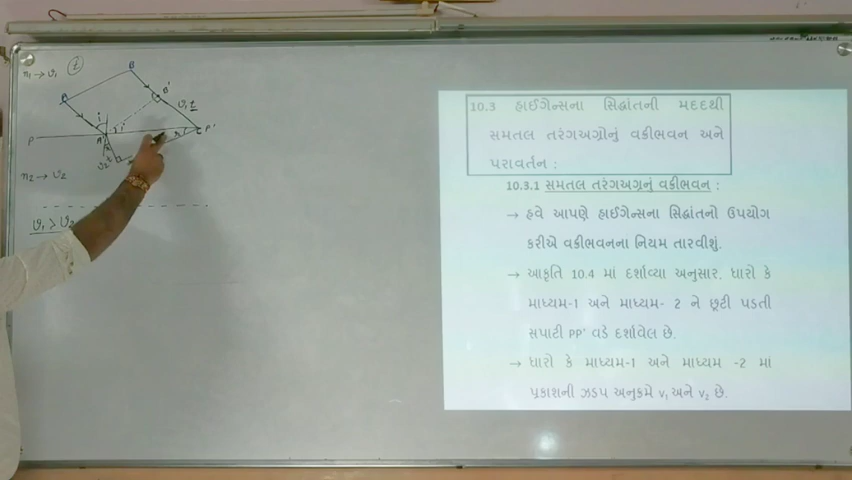 n₁→v₁
2
B
A
B'
v₁t
i
i
P
A'
r
C P'
v₂t
n₂→v₂
v₁ > v₂
10.3 હાઈગેન્સના સિદ્ધાંતની મદદથી
સમતલ તરંગઅગ્રોનું વક્રીભવન અને
પરાવર્તન :
10.3.1 સમતલ તરંગઅગ્રનું વક્રીભવન :
→ હવે આપણે હાઈગેન્સના સિદ્ધાંતનો ઉપયોગ
કરીએ વક્રીભવનના નિયમ તારવીશું.
→ આકૃતિ 10.4 માં દર્શાવ્યા અનુસાર, ધારો કે
માધ્યમ-1 અને માધ્યમ- 2 ને છૂટી પડતી
સપાટી PP' વડે દર્શાવેલ છે.
→ ધારો કે માધ્યમ-1 અને માધ્યમ -2 માં
પ્રકાશની ઝડપ અનુક્રમે v₁ અને v₂ છે.